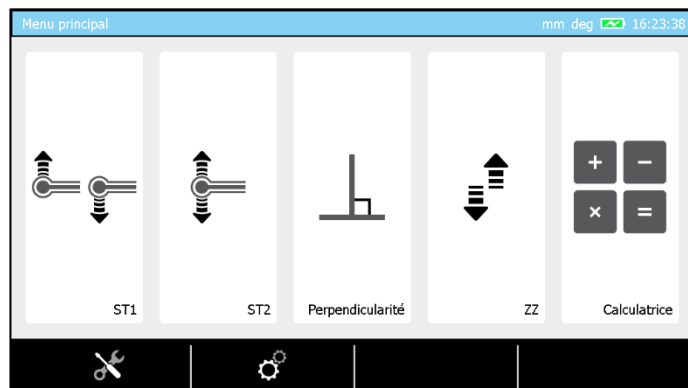 Menu principal mm deg 16:23:38
+ −
× =
ST1 ST2 Perpendicularité ZZ Calculatrice